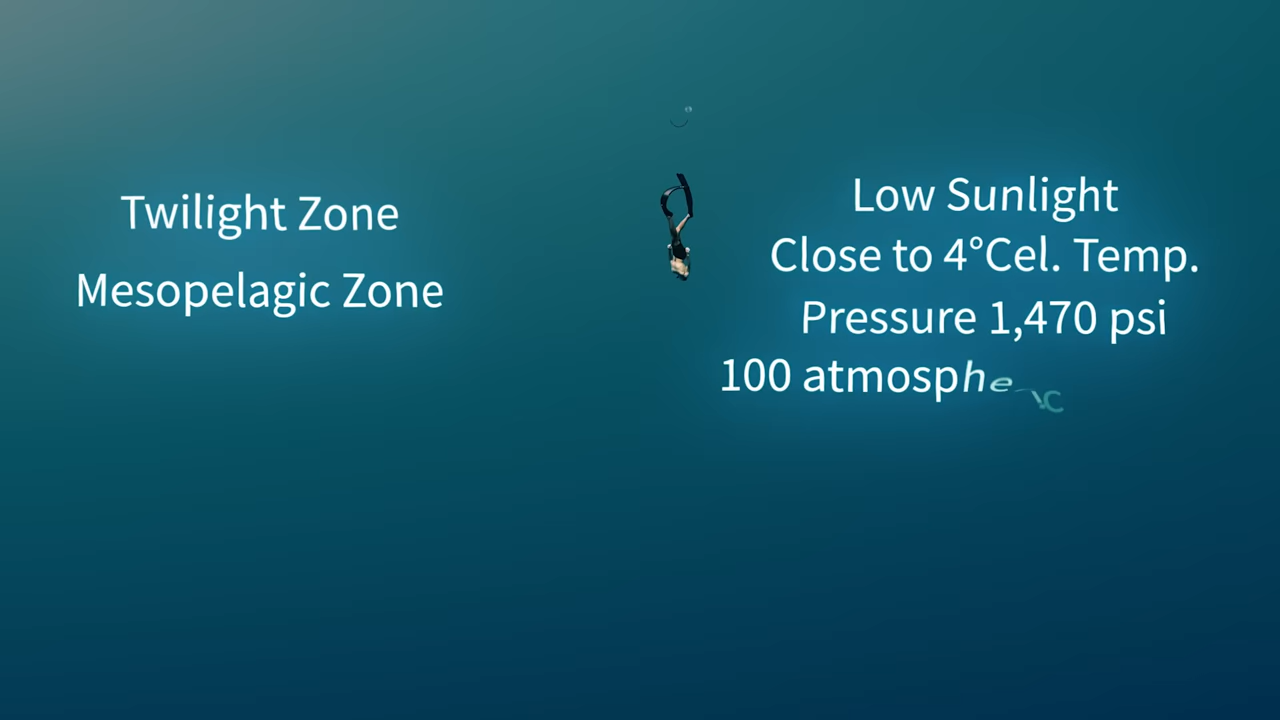 Twilight Zone
Mesopelagic Zone
Low Sunlight
Close to 4°Cel. Temp.
Pressure 1,470 psi
100